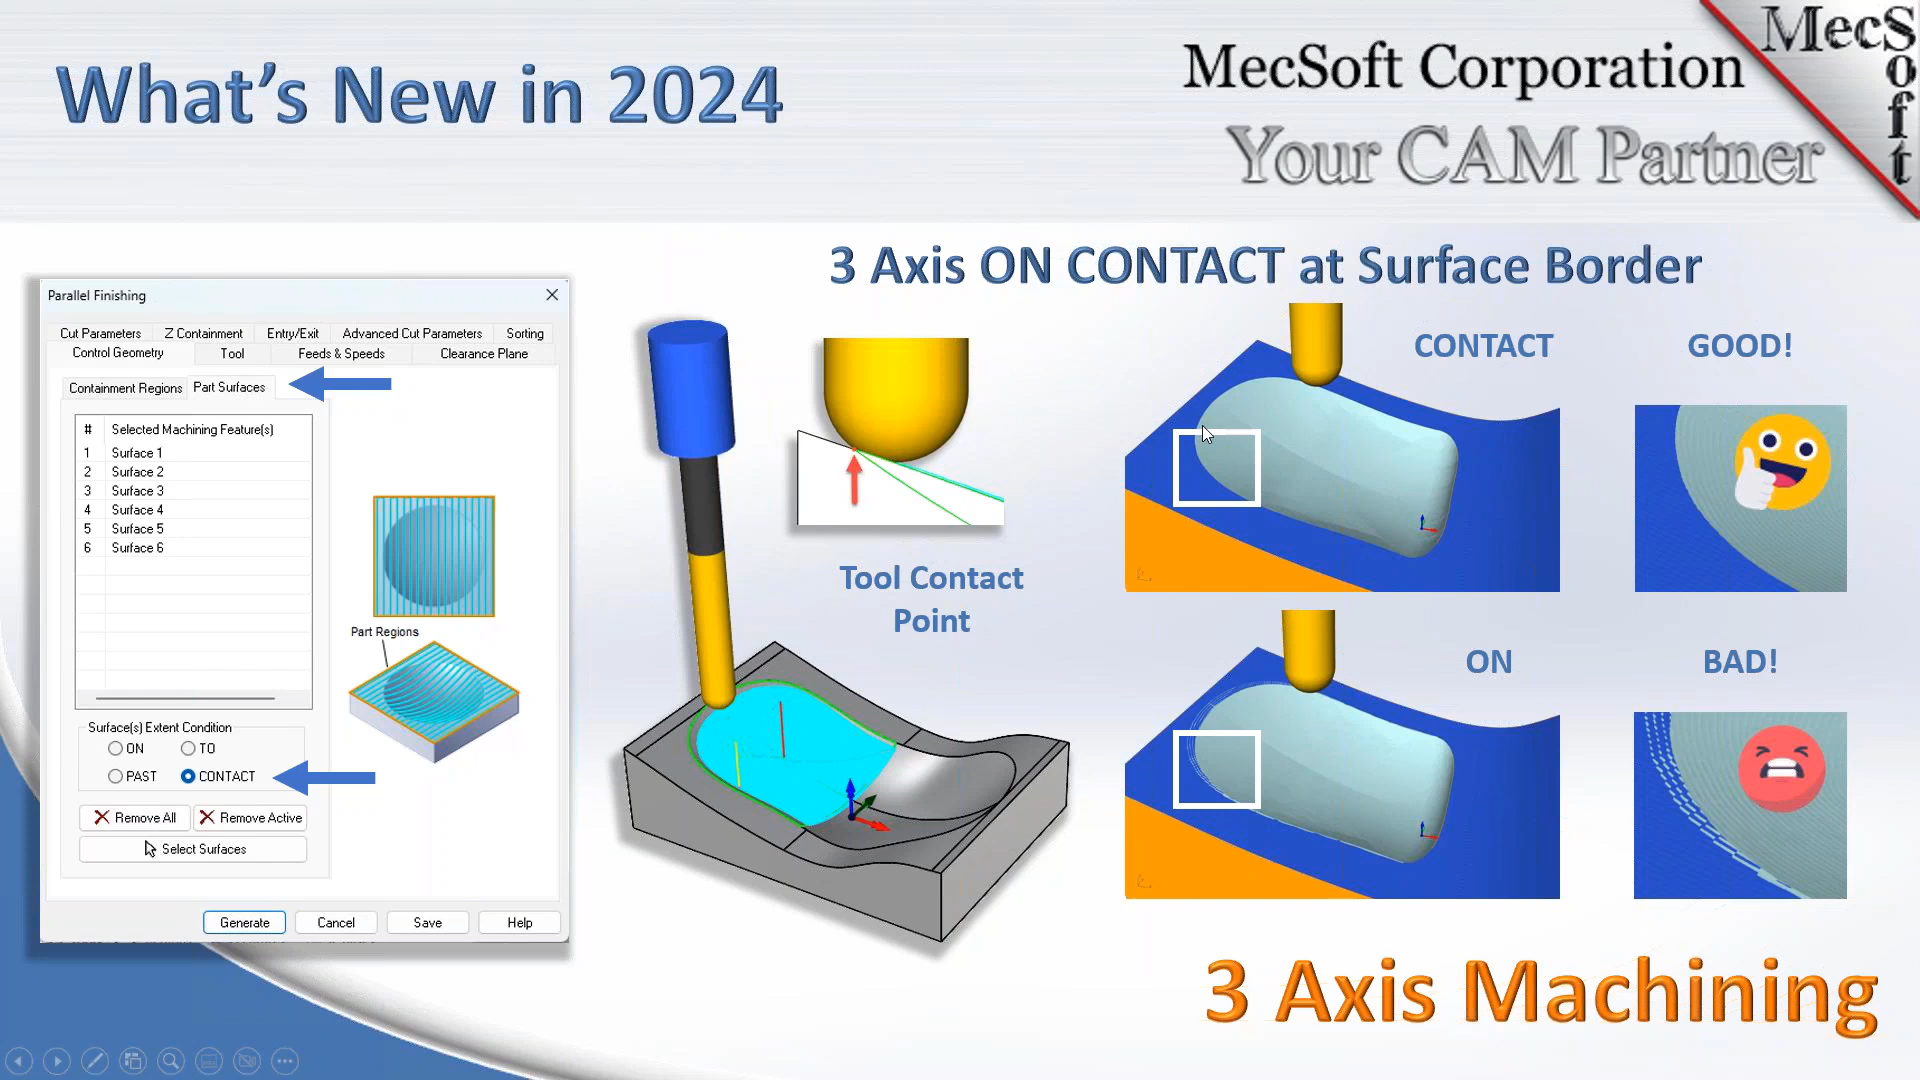 What's New in 2024
MecSoft Corporation
Your CAM Partner
MecSoft
3 Axis ON CONTACT at Surface Border
Parallel Finishing
Cut Parameters
Z Containment
Entry/Exit
Advanced Cut Parameters
Sorting
Control Geometry
Tool
Feeds & Speeds
Clearance Plane
Containment Regions
Part Surfaces
# Selected Machining Feature(s)
1 Surface 1
2 Surface 2
3 Surface 3
4 Surface 4
5 Surface 5
6 Surface 6
Part Regions
Surface(s) Extent Condition
ON
TO
PAST
CONTACT
Remove All
Remove Active
Select Surfaces
Generate
Cancel
Save
Help
Tool Contact
Point
CONTACT
GOOD!
ON
BAD!
3 Axis Machining